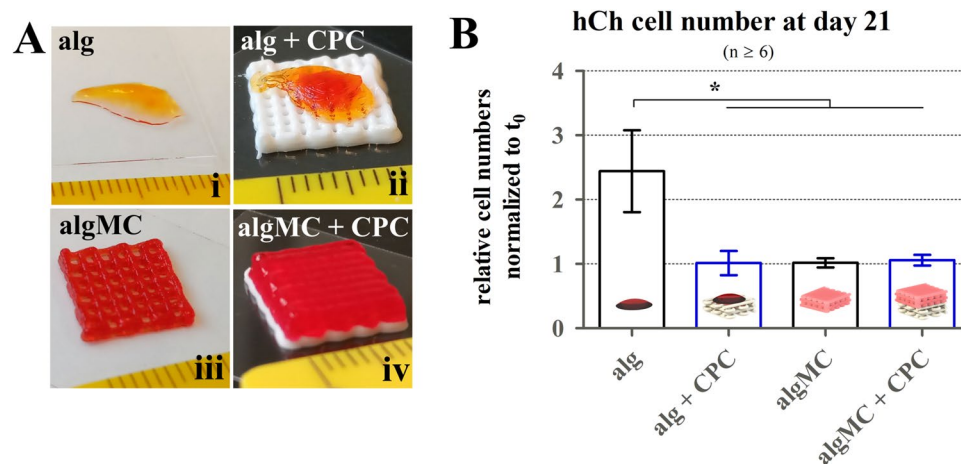 A
alg
i
alg + CPC
ii
algMC
iii
algMC + CPC
iv
B
hCh cell number at day 21
(n ≥ 6)
relative cell numbers
normalized to t₀
4
3
2
1
0
*
alg
alg + CPC
algMC
algMC + CPC